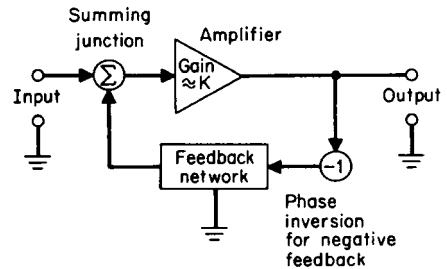 Summing
junction
Amplifier
Σ
Gain
≈K
Input
Output
Feedback
network
-1
Phase
inversion
for negative
feedback